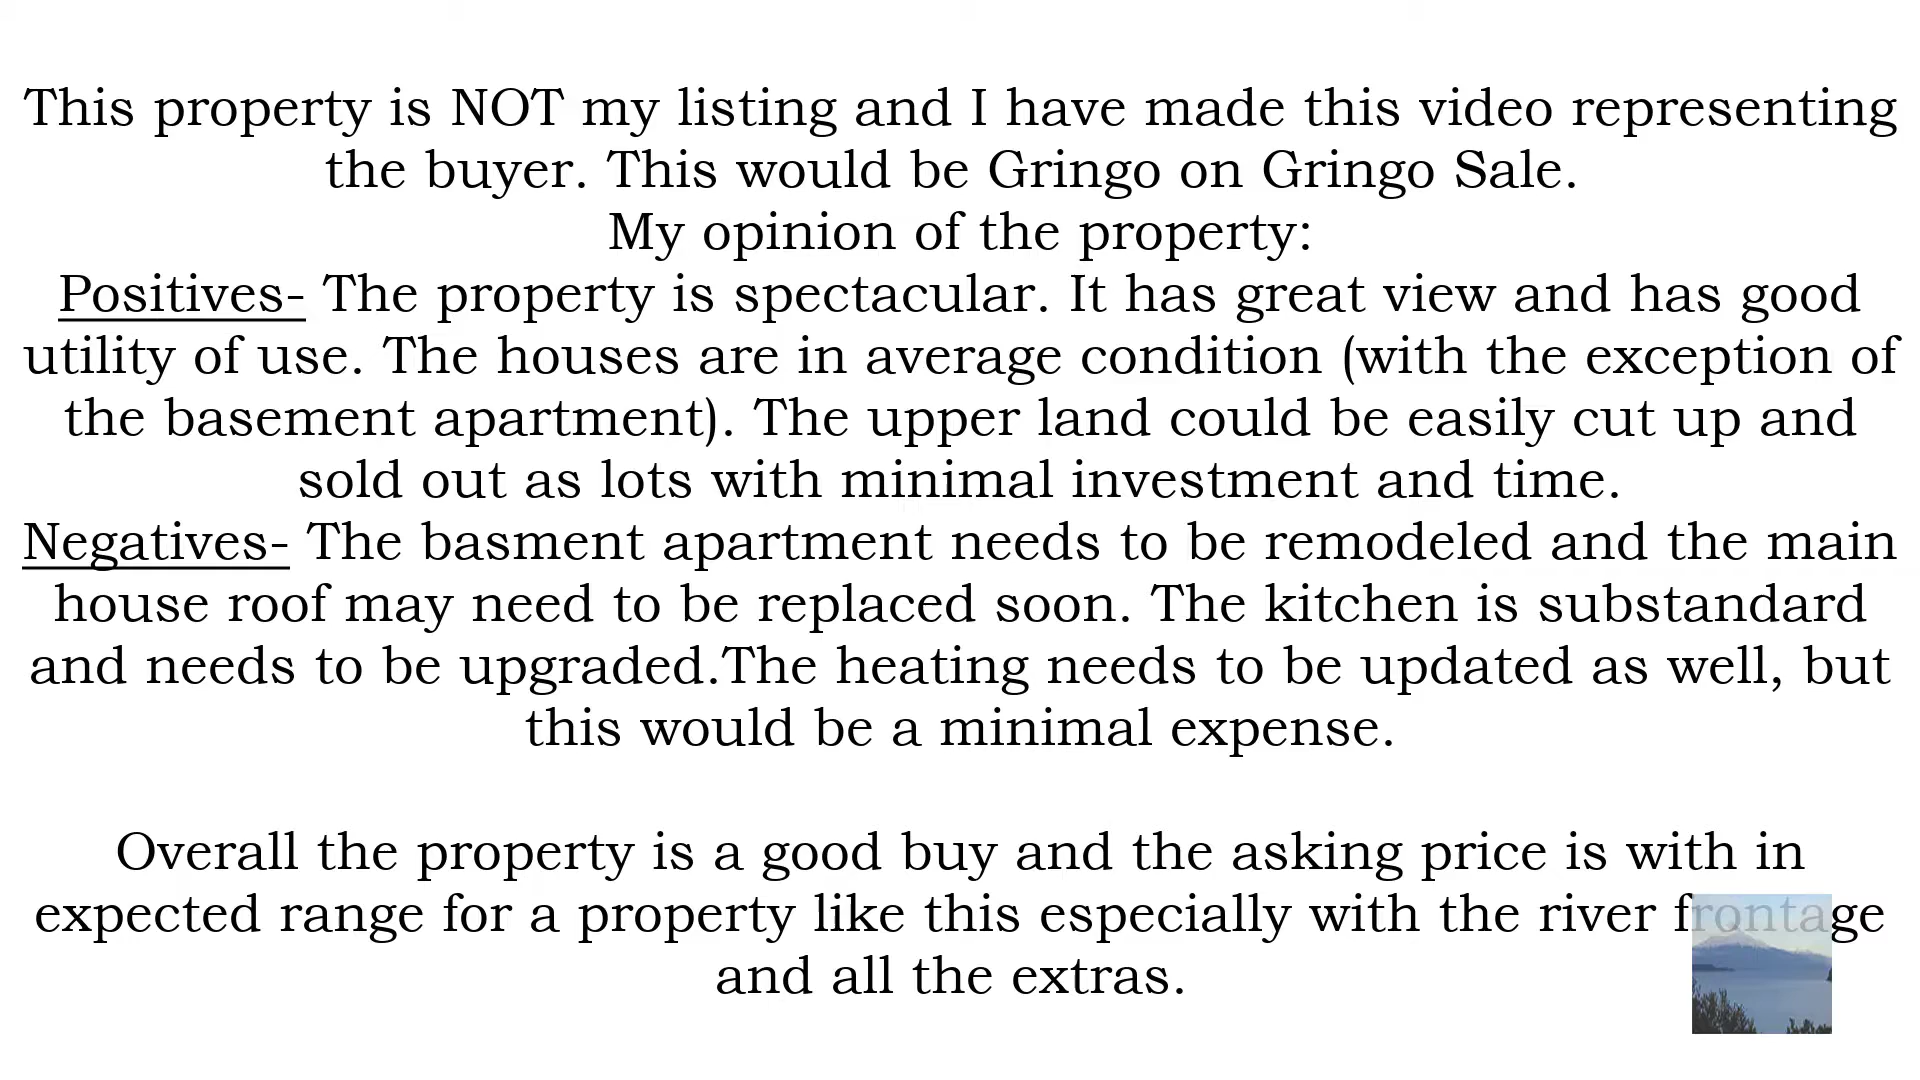 This property is NOT my listing and I have made this video representing
the buyer. This would be Gringo on Gringo Sale.
My opinion of the property:
Positives- The property is spectacular. It has great view and has good
utility of use. The houses are in average condition (with the exception of
the basement apartment). The upper land could be easily cut up and
sold out as lots with minimal investment and time.
Negatives- The basment apartment needs to be remodeled and the main
house roof may need to be replaced soon. The kitchen is substandard
and needs to be upgraded.The heating needs to be updated as well, but
this would be a minimal expense.
Overall the property is a good buy and the asking price is with in
expected range for a property like this especially with the river frontage
and all the extras.